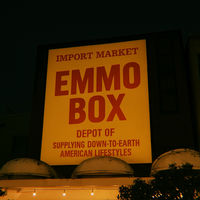 IMPORT MARKET
EMMO
BOX
DEPOT OF
SUPPLYING DOWN-TO-EARTH
AMERICAN LIFESTYLES